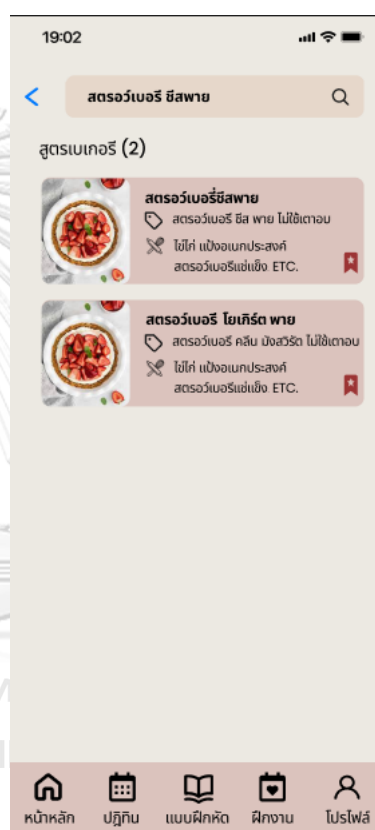 19:02
สตรอว์เบอรี ชีสพาย
สูตรเบเกอรี (2)
สตรอว์เบอรี่ชีสพาย
สตรอว์เบอรี ชีส พาย ไม่ใช้เตาอบ
ไข่ไก่ แป้งอเนกประสงค์
สตรอว์เบอรีแช่แข็ง ETC.
สตรอว์เบอรี โยเกิร์ต พาย
สตรอว์เบอรี คลีน มังสวิรัต ไม่ใช้เตาอบ
ไข่ไก่ แป้งอเนกประสงค์
สตรอว์เบอรีแช่แข็ง ETC.
หน้าหลัก ปฏิทิน แบบฝึกหัด ฝึกงาน โปรไฟล์